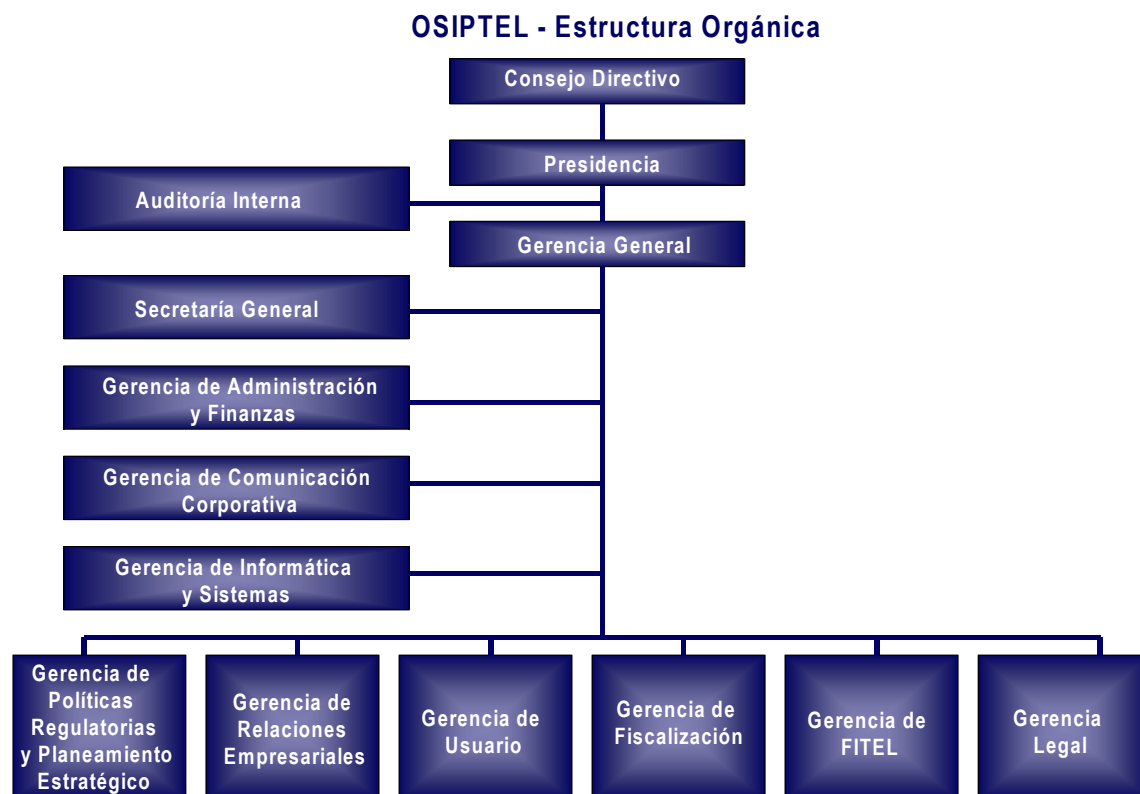 OSIPTEL - Estructura Orgánica
Consejo Directivo
Presidencia
Auditoría Interna
Gerencia General
Secretaría General
Gerencia de Administración
y Finanzas
Gerencia de Comunicación
Corporativa
Gerencia de Informática
y Sistemas
Gerencia de
Políticas
Regulatorias
y Planeamiento
Estratégico
Gerencia de
Relaciones
Empresariales
Gerencia de
Usuario
Gerencia de
Fiscalización
Gerencia de
FITEL
Gerencia
Legal